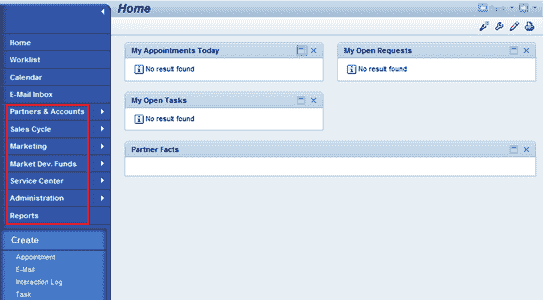 Home
Home
Worklist
Calendar
E-Mail Inbox
Partners & Accounts
Sales Cycle
Marketing
Market Dev. Funds
Service Center
Administration
Reports
Create
Appointment
E-Mail
Interaction Log
Task
My Appointments Today
No result found
My Open Requests
No result found
My Open Tasks
No result found
Partner Facts